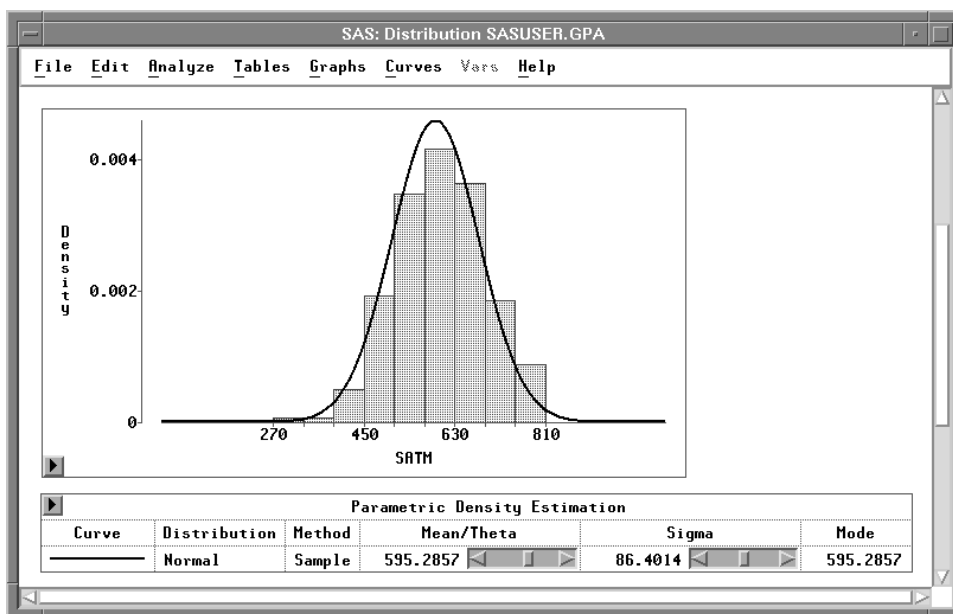 SAS: Distribution SASUSER.GPA
File Edit Analyze Tables Graphs Curves Vars Help
0.004
Density
0.002
0
270 450 630 810
SATM
Parametric Density Estimation
Curve Distribution Method Mean/Theta Sigma Mode
Normal Sample 595.2857 86.4014 595.2857